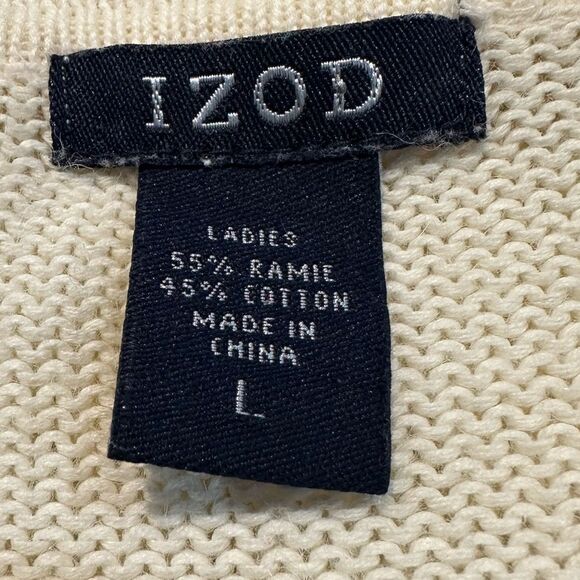 IZOD
LADIES
55% RAMIE
45% COTTON
MADE IN
CHINA
L